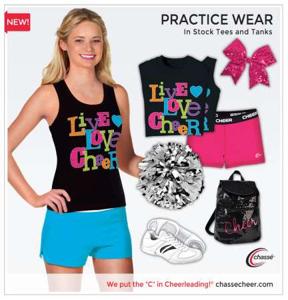 NEW!
PRACTICE WEAR
In Stock Tees and Tanks
LiVe
LOVe
CHeeR
LiVe
LOVe
CHeeR
CHEER
CHEER
Cheer
chassé
We put the "C" in Cheerleading!® chassecheer.com